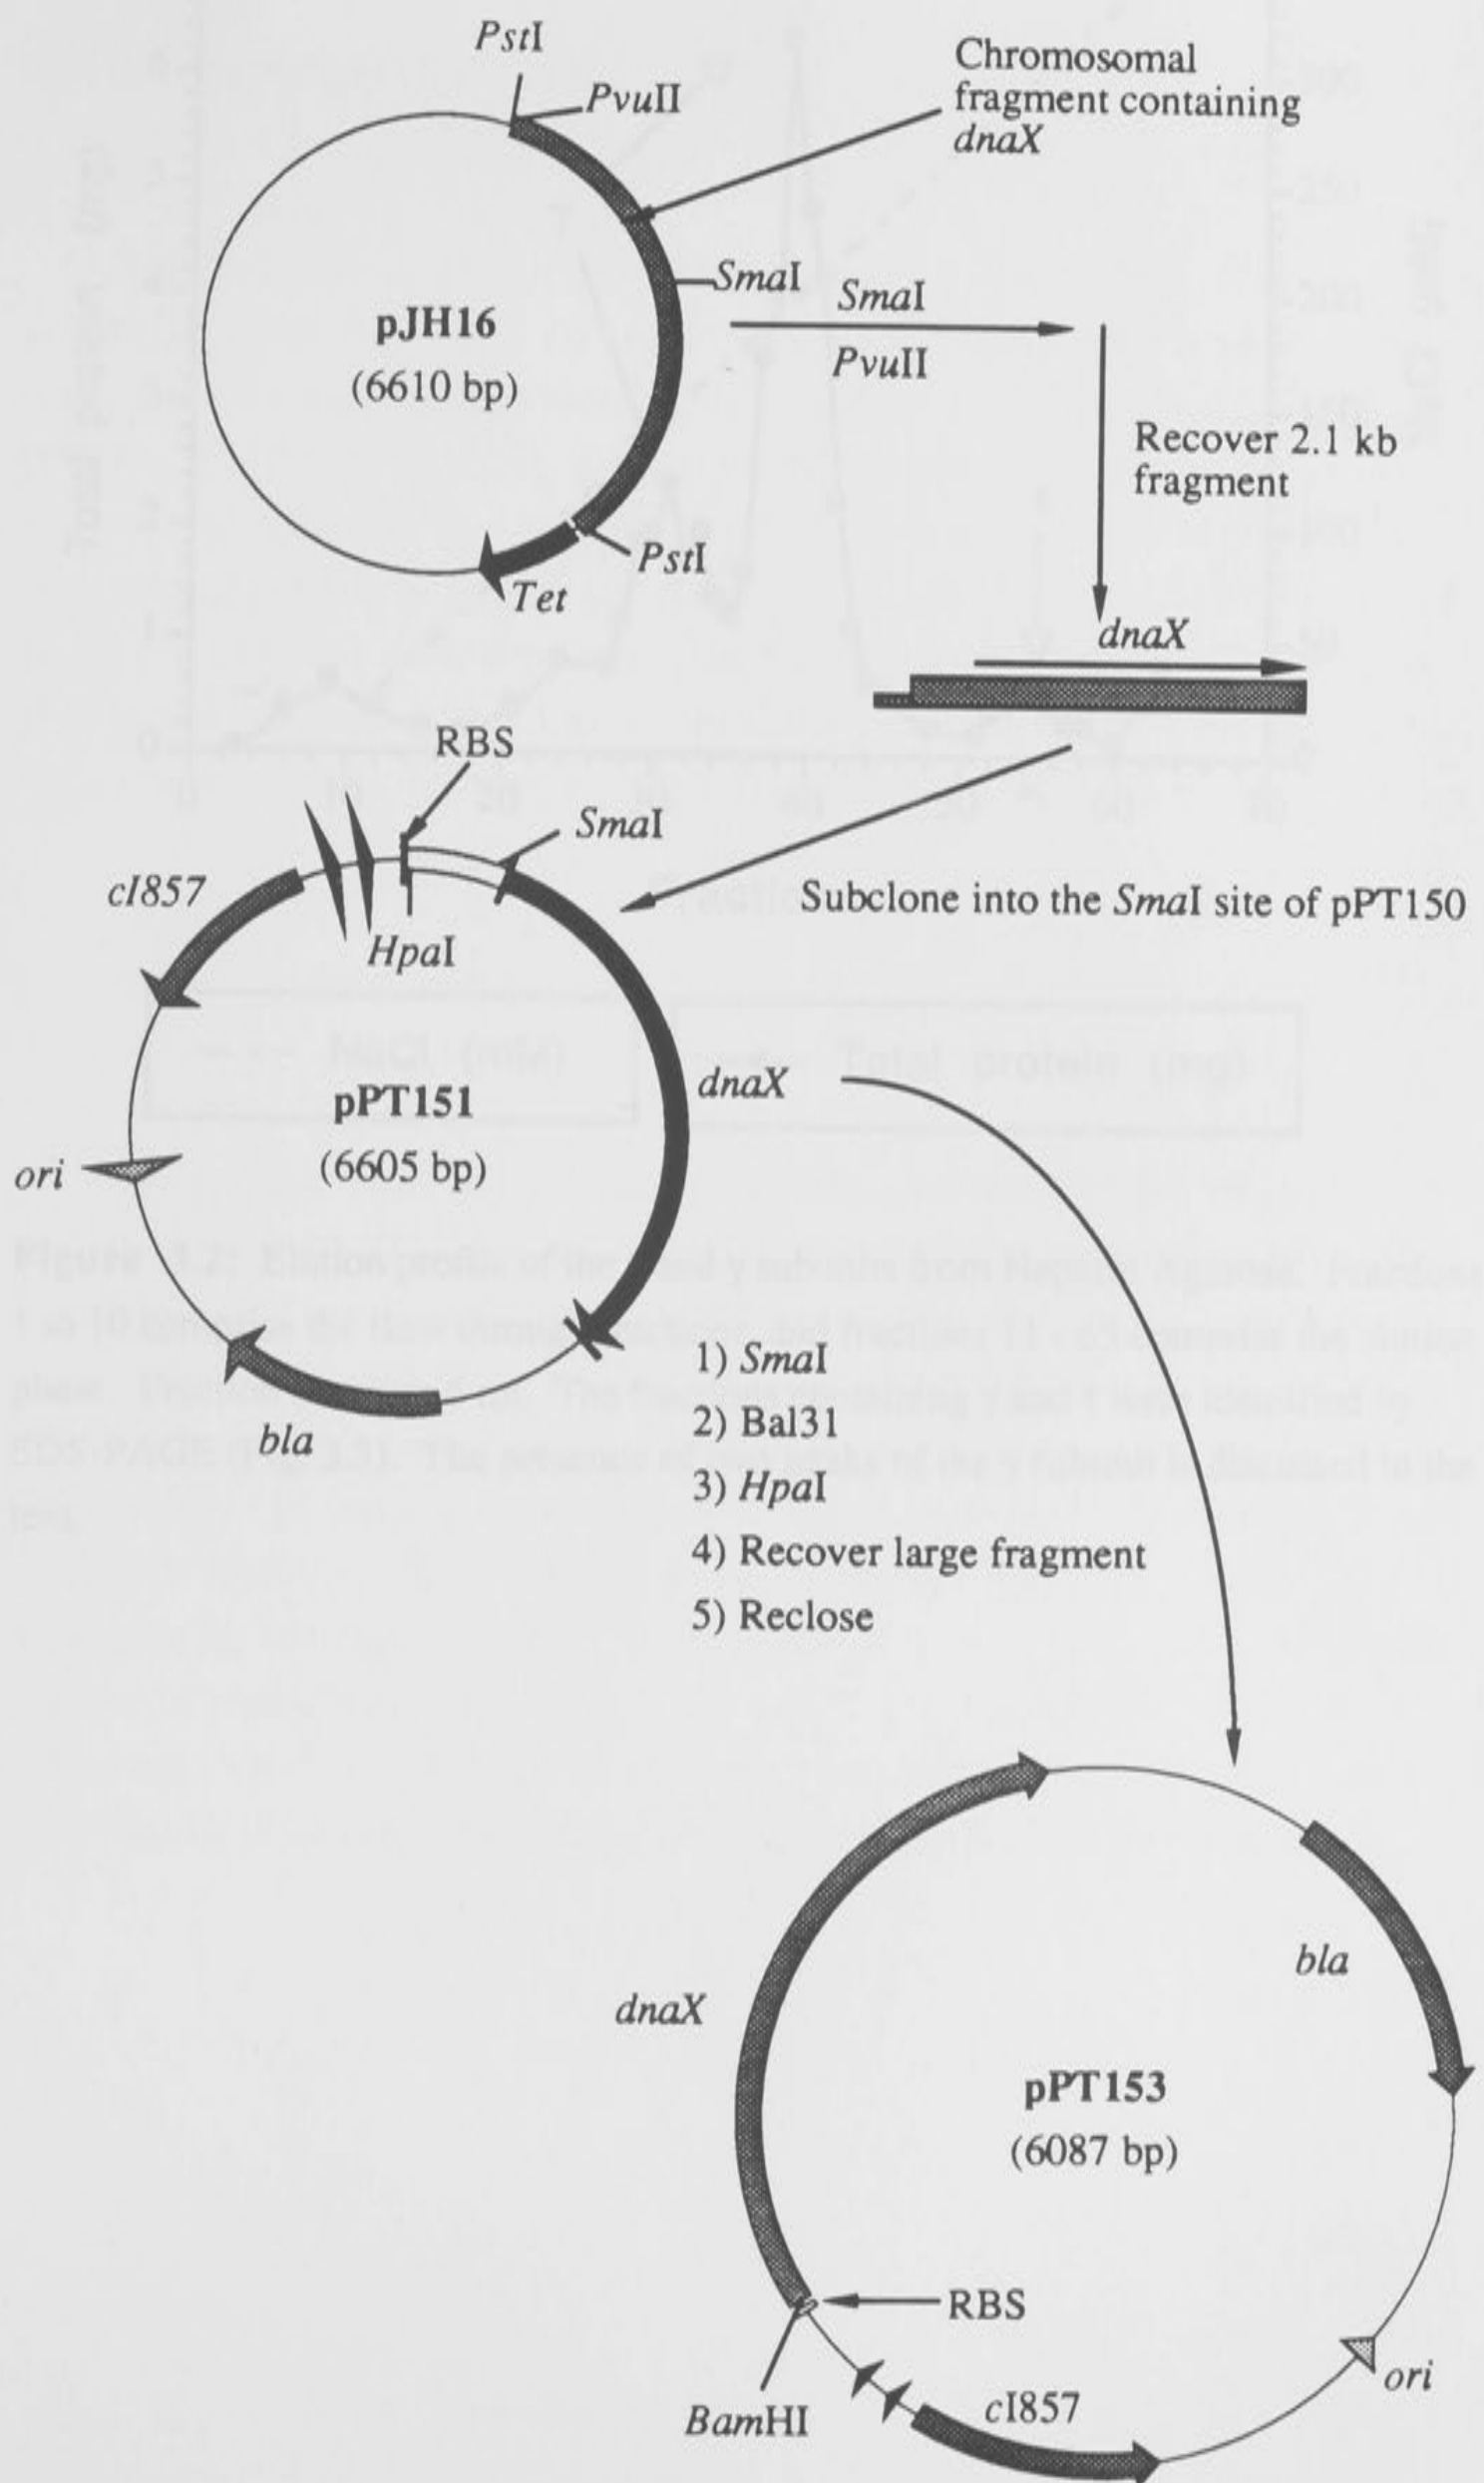 PstI
PvuII
Chromosomal
fragment containing
dnaX
SmaI
pJH16
(6610 bp)
SmaI
PvuII
Recover 2.1 kb
fragment
PstI
Tet
dnaX
RBS
SmaI
cI857
HpaI
Subclone into the SmaI site of pPT150
dnaX
pPT151
(6605 bp)
ori
bla
1) SmaI
2) Bal31
3) HpaI
4) Recover large fragment
5) Reclose
bla
dnaX
pPT153
(6087 bp)
RBS
ori
cI857
BamHI